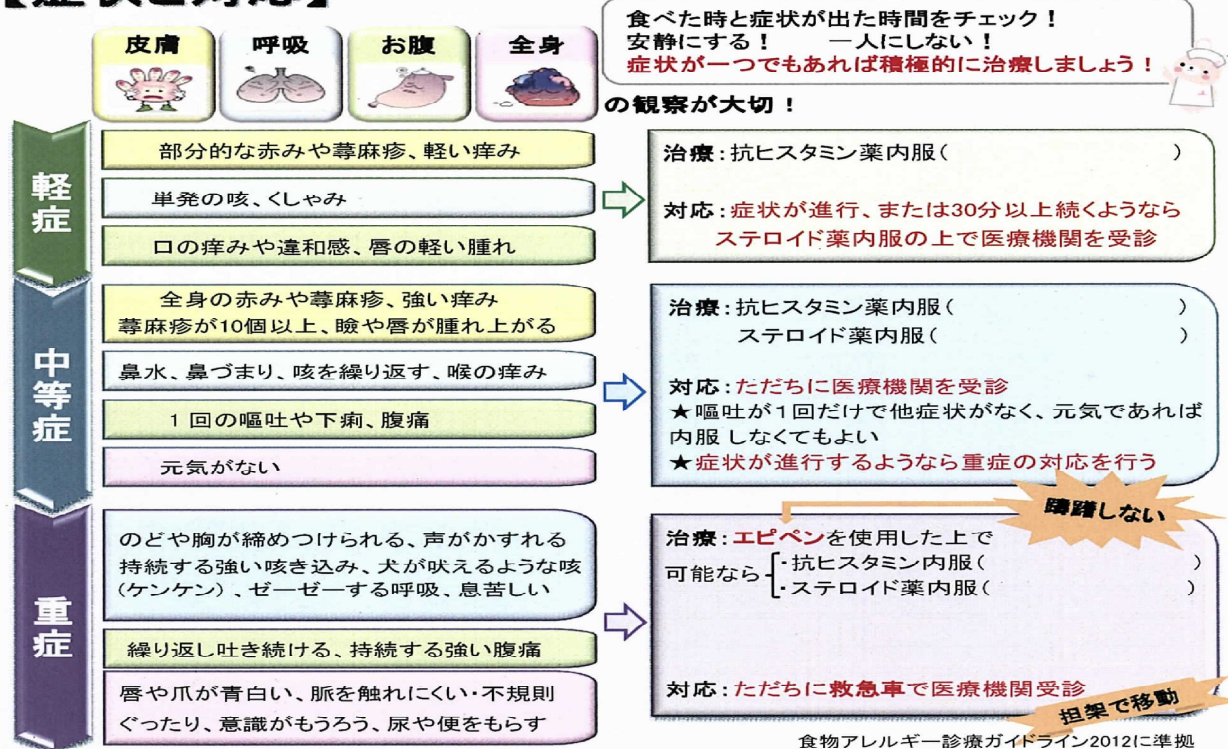 【症状と対応】
皮膚
呼吸
お腹
全身
の観察が大切！
食べた時と症状が出た時間をチェック！
安静にする！　一人にしない！
症状が一つでもあれば積極的に治療しましょう！
軽症
部分的な赤みや蕁麻疹、軽い痒み
単発の咳、くしゃみ
口の痒みや違和感、唇の軽い腫れ
治療：抗ヒスタミン薬内服(　　　)
対応：症状が進行、または30分以上続くようなら
ステロイド薬内服の上で医療機関を受診
中等症
全身の赤みや蕁麻疹、強い痒み
蕁麻疹が10個以上、瞼や唇が腫れ上がる
鼻水、鼻づまり、咳を繰り返す、喉の痒み
１回の嘔吐や下痢、腹痛
元気がない
治療：抗ヒスタミン薬内服(　　　)
ステロイド薬内服(　　　)
対応：ただちに医療機関を受診
★嘔吐が１回だけで他症状がなく、元気であれば
内服しなくてもよい
★症状が進行するようなら重症の対応を行う
重症
のどや胸が締めつけられる、声がかすれる
持続する強い咳き込み、犬が吠えるような咳
(ケンケン)、ゼーゼーする呼吸、息苦しい
繰り返し吐き続ける、持続する強い腹痛
唇や爪が青白い、脈を触れにくい・不規則
ぐったり、意識がもうろう、尿や便をもらす
躊躇しない
治療：エピペンを使用した上で
可能なら
・抗ヒスタミン内服(　　　)
・ステロイド薬内服(　　　)
対応：ただちに救急車で医療機関受診
担架で移動
食物アレルギー診療ガイドライン2012に準拠